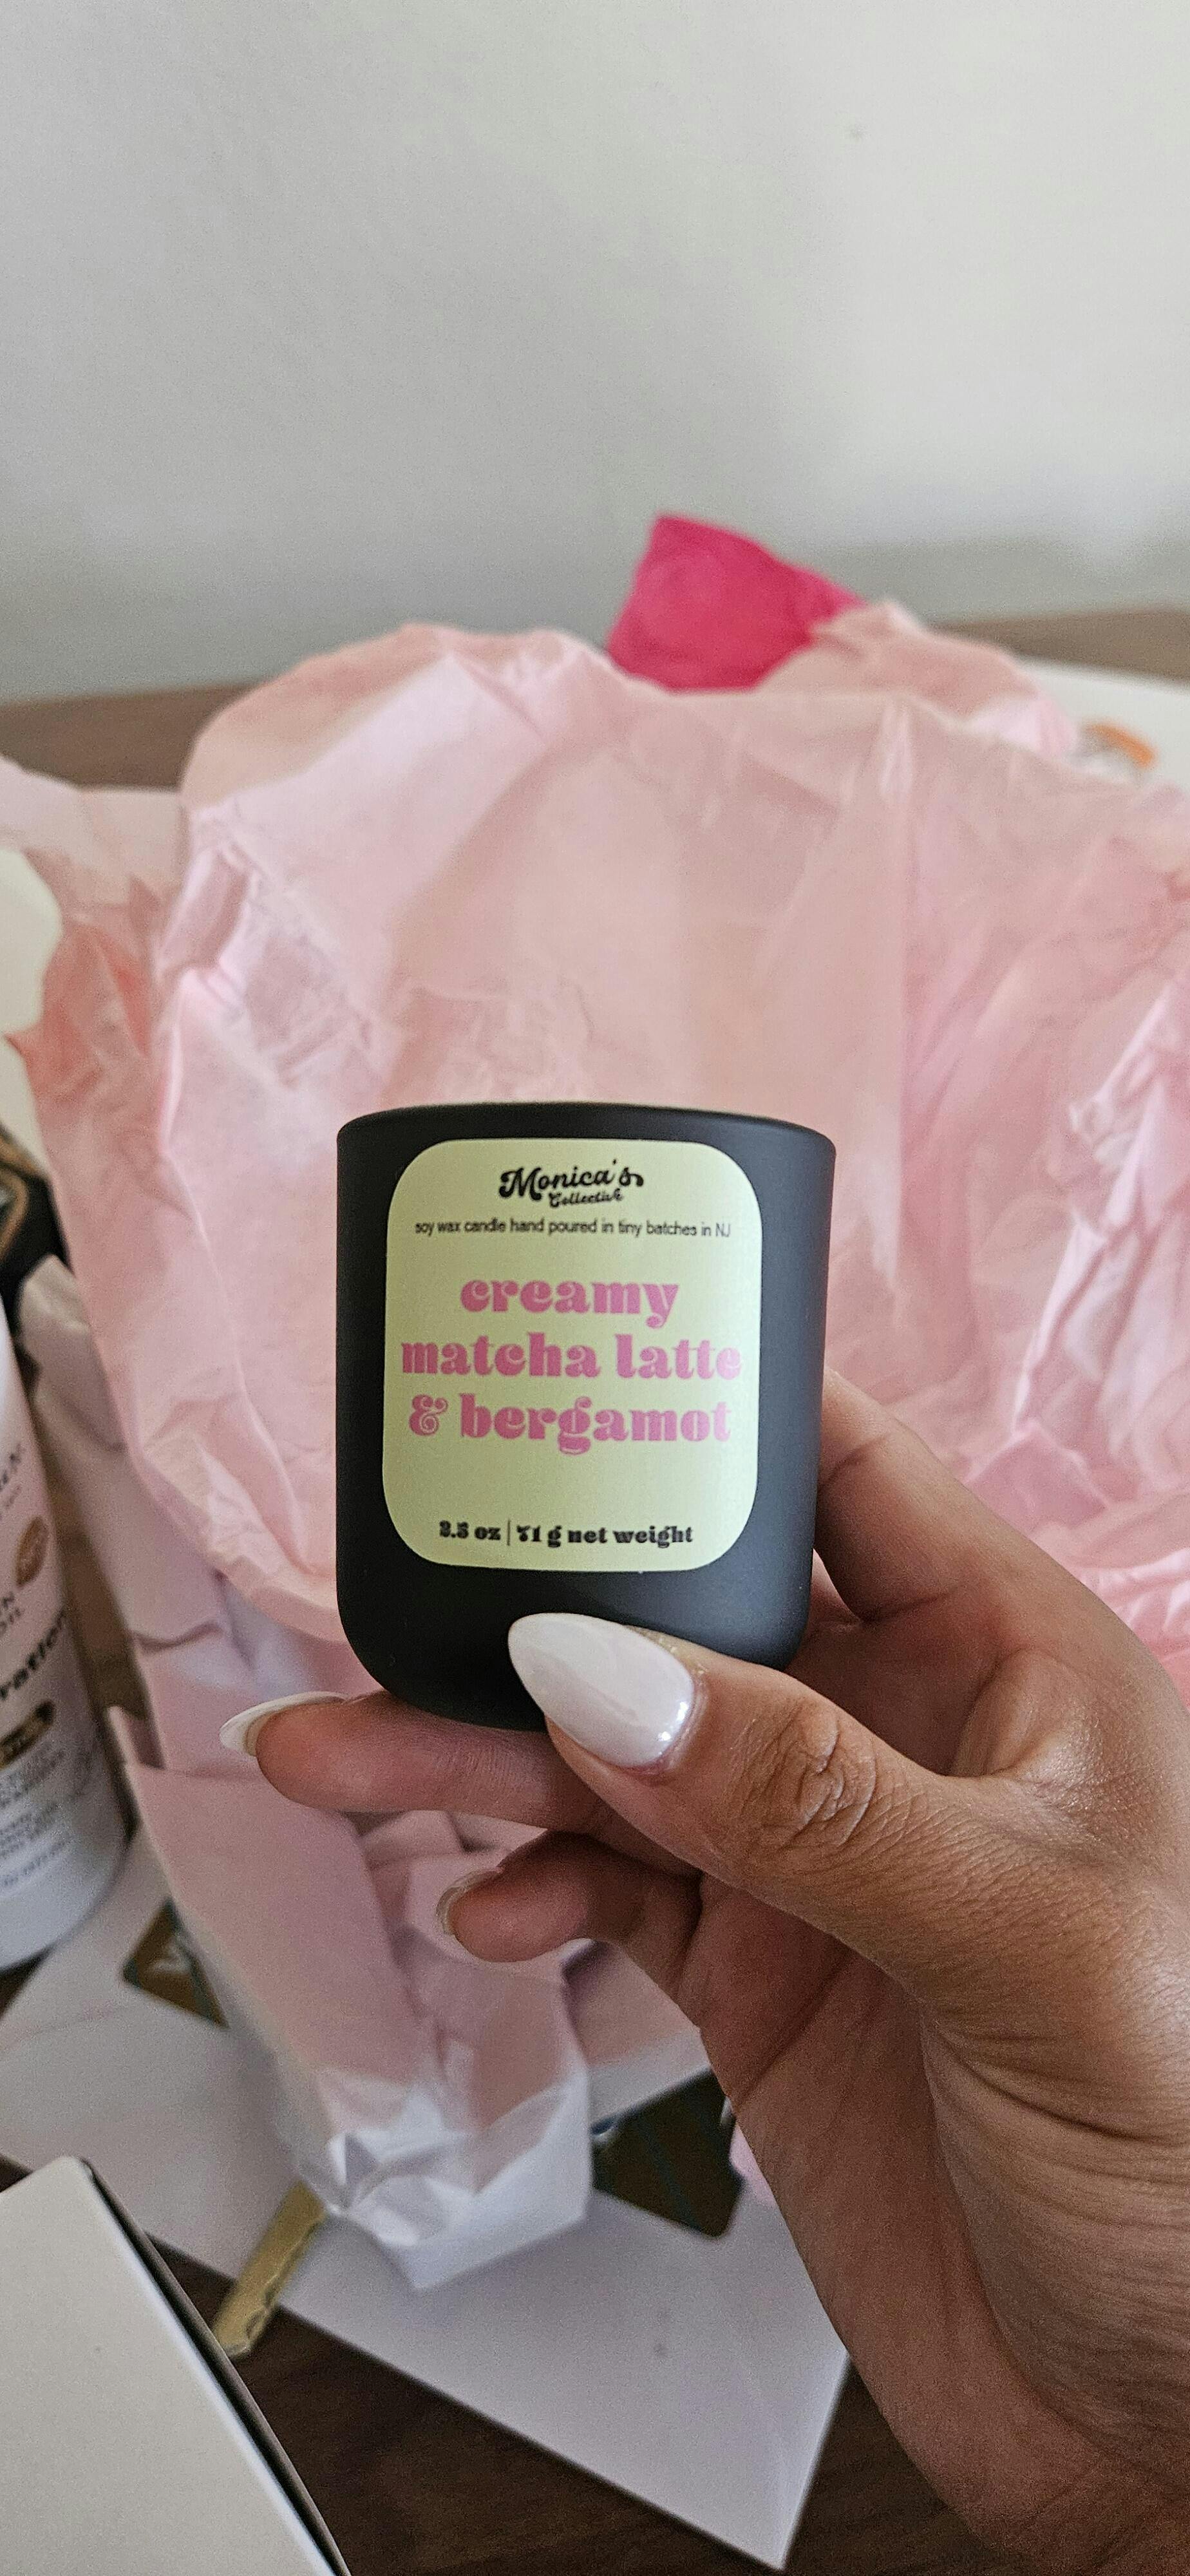 Monica's
Collective
soy wax candle hand poured in tiny batches in NJ
creamy
matcha latte
& bergamot
2.5 oz | 71 g net weight